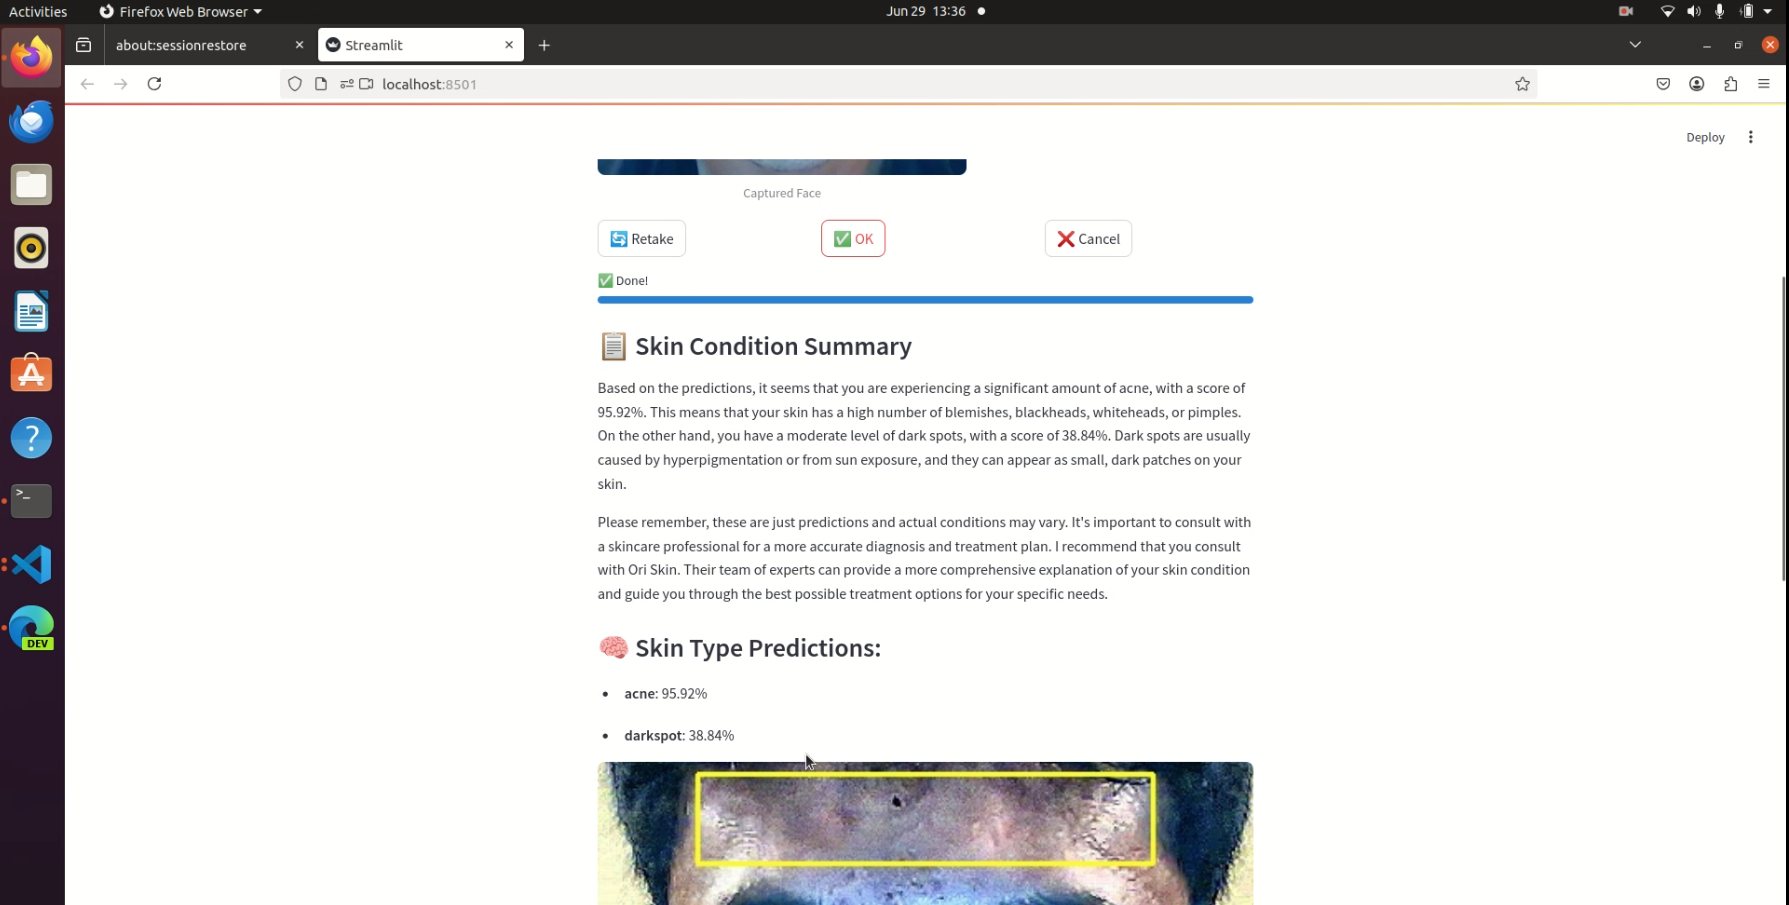 Activities
Firefox Web Browser
Jun 29 13:36
about:sessionrestore
Streamlit
localhost:8501
Deploy
Captured Face
Retake
OK
Cancel
Done!
Skin Condition Summary
Based on the predictions, it seems that you are experiencing a significant amount of acne, with a score of
95.92%. This means that your skin has a high number of blemishes, blackheads, whiteheads, or pimples.
On the other hand, you have a moderate level of dark spots, with a score of 38.84%. Dark spots are usually
caused by hyperpigmentation or from sun exposure, and they can appear as small, dark patches on your
skin.
Please remember, these are just predictions and actual conditions may vary. It's important to consult with
a skincare professional for a more accurate diagnosis and treatment plan. I recommend that you consult
with Ori Skin. Their team of experts can provide a more comprehensive explanation of your skin condition
and guide you through the best possible treatment options for your specific needs.
Skin Type Predictions:
acne: 95.92%
darkspot: 38.84%
DEV